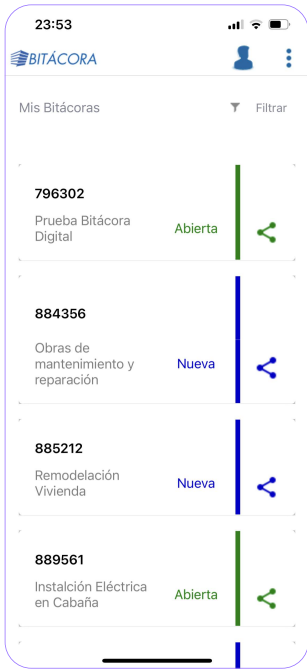 23:53
BITÁCORA
Mis Bitácoras Filtrar
796302
Prueba Bitácora
Digital
Abierta
884356
Obras de
mantenimiento y
reparación
Nueva
885212
Remodelación
Vivienda
Nueva
889561
Instalción Eléctrica
en Cabaña
Abierta